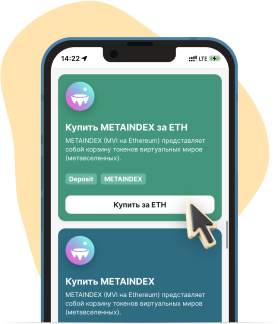 14:22 LTE
Купить METAINDEX за ETH
METAINDEX (MVI на Ethereum) представляет
собой корзину токенов виртуальных миров
(метавселенных).
Deposit METAINDEX
Купить за ETH
Купить METAINDEX
METAINDEX (MVI на Ethereum) представляет
собой корзину токенов виртуальных миров
(метавселенных).